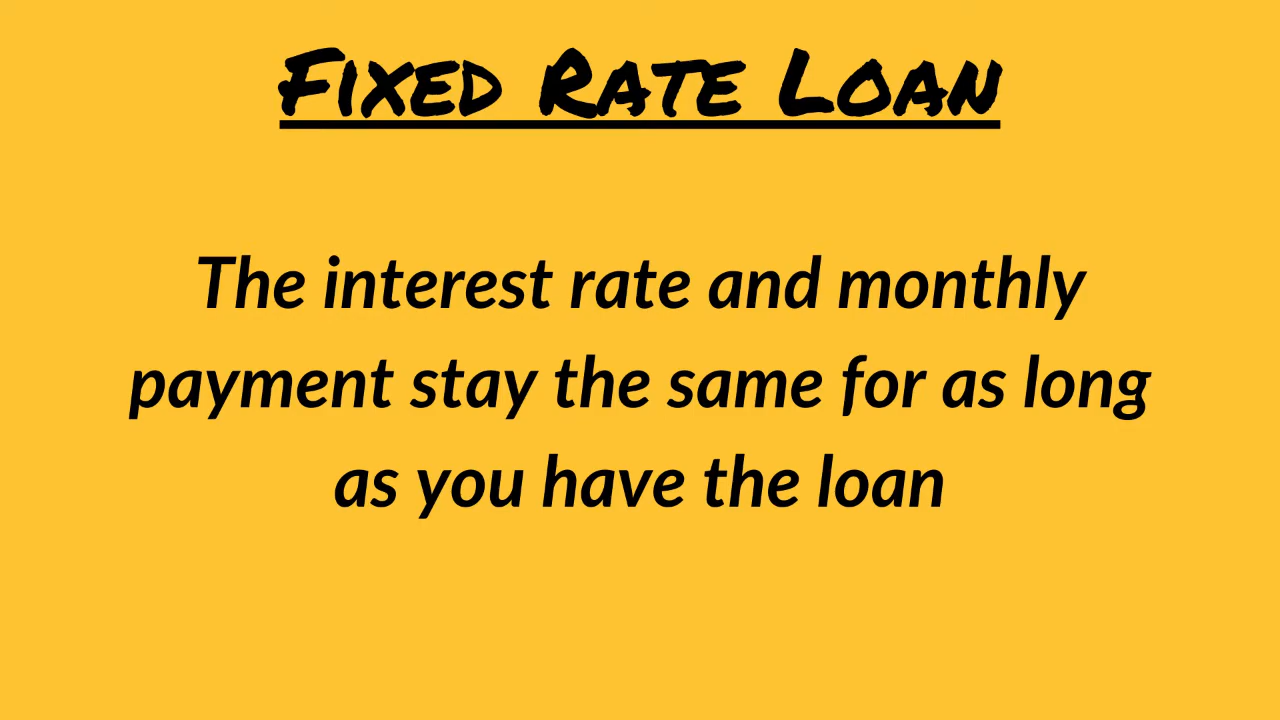 Fixed Rate Loan
The interest rate and monthly
payment stay the same for as long
as you have the loan